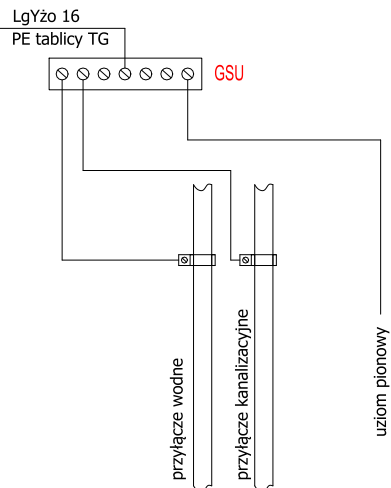 LgYżo 16
PE tablicy TG
GSU
przyłącze wodne
przyłącze kanalizacyjne
uziom pionowy